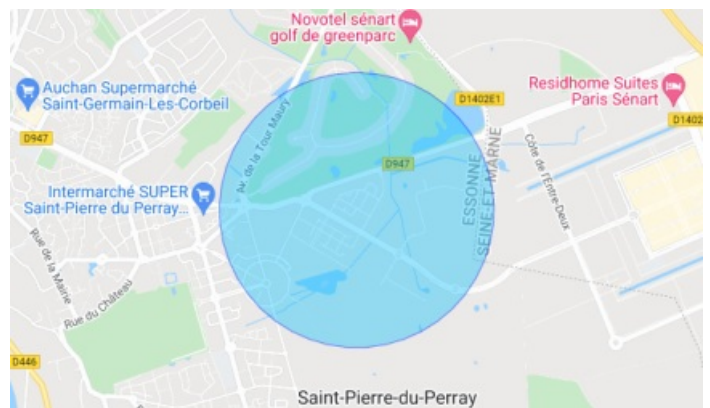 Novotel sénart
golf de greenparc
Auchan Supermarché
Saint-Germain-Les-Corbeil
D1402E1
Residhome Suites
Paris Sénart
D1402
D947
Av. de la Tour Maury
D947
Intermarché SUPER
Saint-Pierre du Perray...
ESSONNE
SEINE-ET-MARNE
Côte de l'Entre-Deux
Rue de la Mairie
Rue du Château
D446
Saint-Pierre-du-Perray